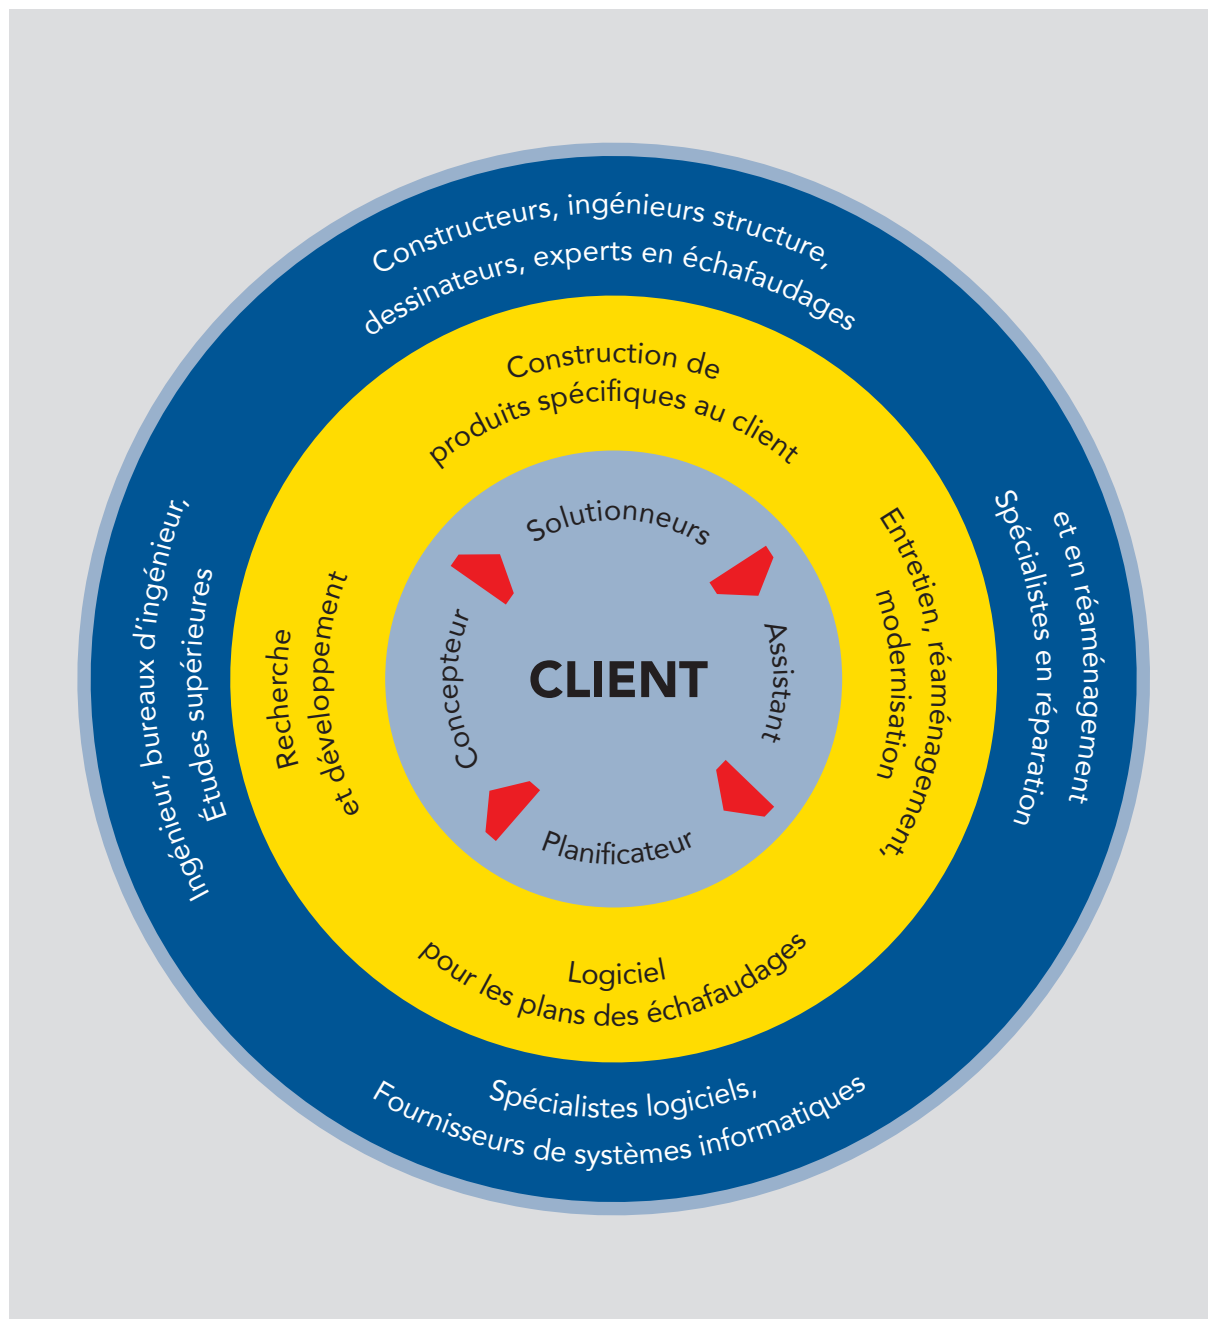 Constructeurs, ingénieurs structure,
dessinateurs, experts en échafaudages
Construction de
produits spécifiques au client
Solutionneurs
Ingénieur, bureaux d'ingénieur,
Études supérieures
Recherche
et développement
Concepteur
CLIENT
Assistant
Entretien, réaménagement,
modernisation
et en réaménagement
Spécialistes en réparation
Planificateur
Logiciel
pour les plans des échafaudages
Spécialistes logiciels,
Fournisseurs de systèmes informatiques